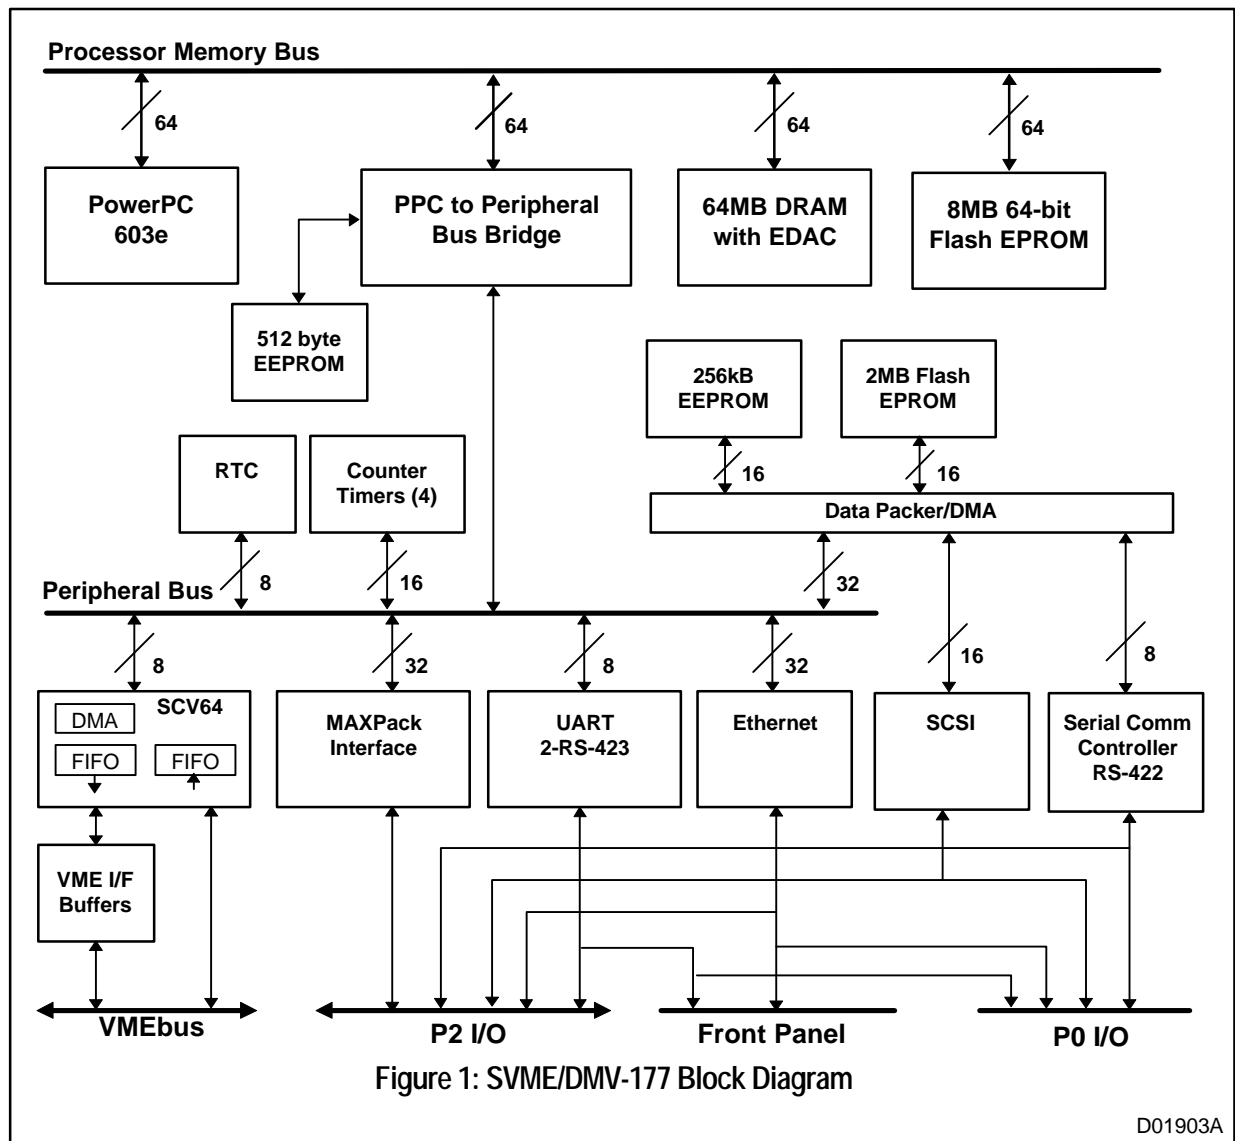 Processor Memory Bus
64
64
64
64
PowerPC
603e
PPC to Peripheral
Bus Bridge
64MB DRAM
with EDAC
8MB 64-bit
Flash EPROM
512 byte
EEPROM
256kB
EEPROM
2MB Flash
EPROM
RTC
Counter
Timers (4)
16
16
Data Packer/DMA
8
16
32
Peripheral Bus
8
32
8
32
16
8
SCV64
DMA
FIFO
FIFO
MAXPack
Interface
UART
2-RS-423
Ethernet
SCSI
Serial Comm
Controller
RS-422
VME I/F
Buffers
VMEbus
P2 I/O
Front Panel
P0 I/O
Figure 1: SVME/DMV-177 Block Diagram
D01903A